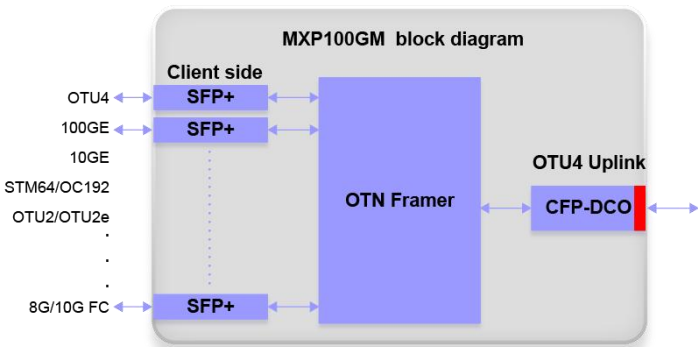 MXP100GM block diagram
Client side
OTU4
SFP+
100GE
SFP+
10GE
STM64/OC192
OTU2/OTU2e
.
.
.
8G/10G FC
SFP+
OTN Framer
OTU4 Uplink
CFP-DCO